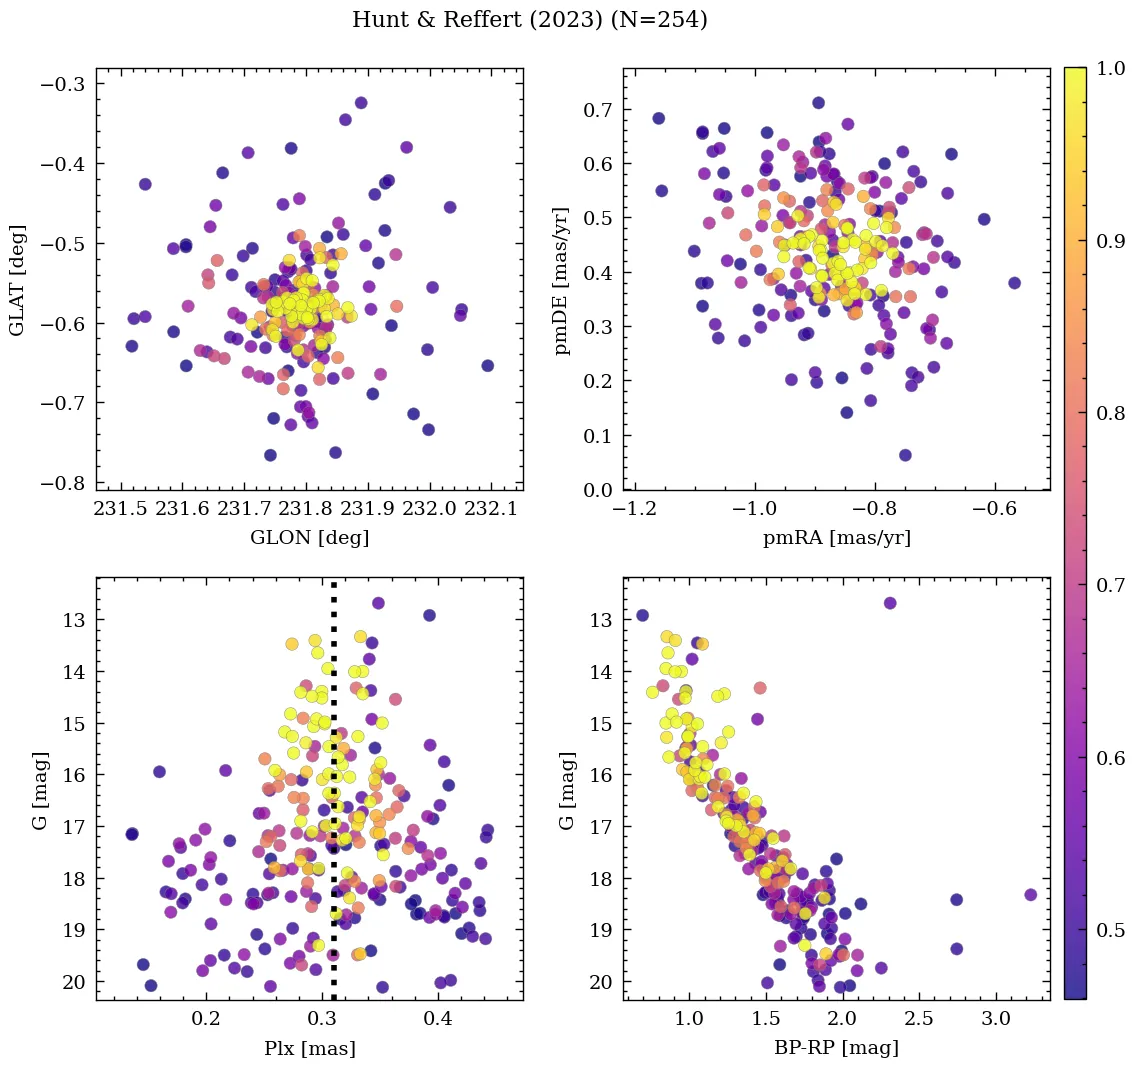 Hunt & Reffert (2023) (N=254)
−0.3
−0.4
−0.5
−0.6
−0.7
−0.8
GLAT [deg]
231.5 231.6 231.7 231.8 231.9 232.0 232.1
GLON [deg]
0.7
0.6
0.5
0.4
0.3
0.2
0.1
0.0
pmDE [mas/yr]
−1.2 −1.0 −0.8 −0.6
pmRA [mas/yr]
13
14
15
16
17
18
19
20
G [mag]
0.2 0.3 0.4
Plx [mas]
13
14
15
16
17
18
19
20
G [mag]
1.0 1.5 2.0 2.5 3.0
BP-RP [mag]
1.0
0.9
0.8
0.7
0.6
0.5